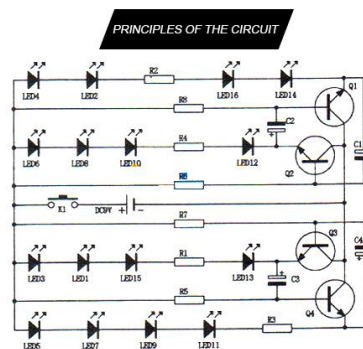 PRINCIPLES OF THE CIRCUIT
R2 Q1
LED4 LED2 LED16 LED14
R8
C2
R4 C1
LED6 LED8 LED10 LED12
Q2
R6
K1 DC9V + -
R7
Q3
R1 C4
LED3 LED1 LED15 LED13
C3
R5
Q4
R3
LED5 LED7 LED9 LED11